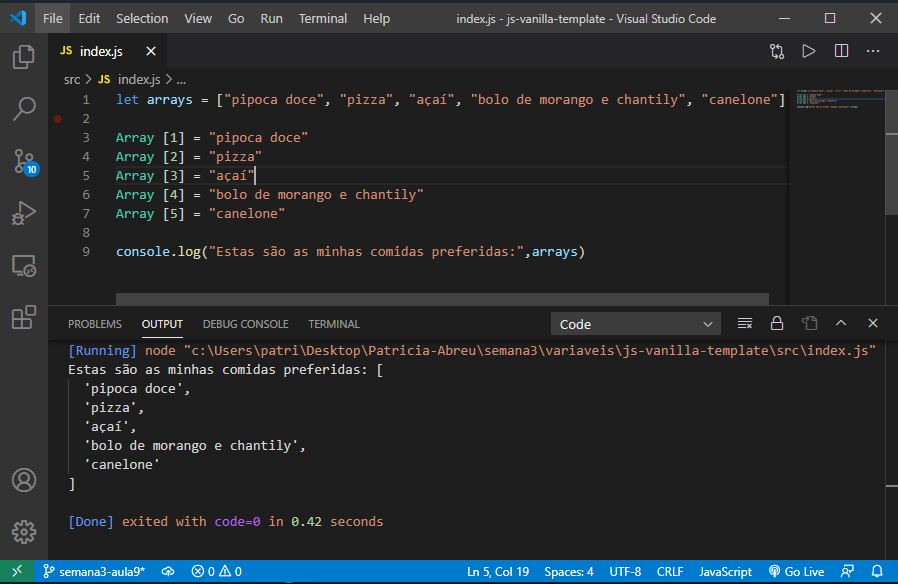 File Edit Selection View Go Run Terminal Help index.js - js-vanilla-template - Visual Studio Code
JS index.js
src > JS index.js > ...
1 let arrays = ["pipoca doce", "pizza", "açaí", "bolo de morango e chantily", "canelone"]
2
3 Array [1] = "pipoca doce"
4 Array [2] = "pizza"
5 Array [3] = "açaí"
6 Array [4] = "bolo de morango e chantily"
7 Array [5] = "canelone"
8
9 console.log("Estas são as minhas comidas preferidas:",arrays)
10
PROBLEMS OUTPUT DEBUG CONSOLE TERMINAL Code
[Running] node "c:\Users\patri\Desktop\Patricia-Abreu\semana3\variaveis\js-vanilla-template\src\index.js"
Estas são as minhas comidas preferidas: [
'pipoca doce',
'pizza',
'açaí',
'bolo de morango e chantily',
'canelone'
]
[Done] exited with code=0 in 0.42 seconds
semana3-aula9* 0 0 Ln 5, Col 19 Spaces: 4 UTF-8 CRLF JavaScript Go Live